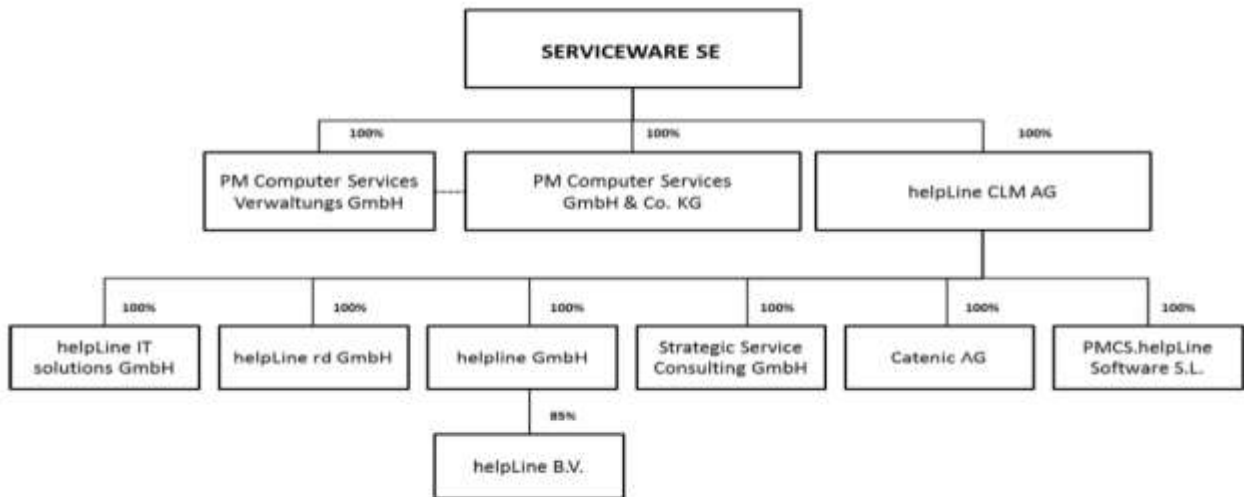 SERVICEWARE SE
100%
100%
100%
PM Computer Services
Verwaltungs GmbH
PM Computer Services
GmbH & Co. KG
helpLine CLM AG
100%
100%
100%
100%
100%
100%
helpLine IT
solutions GmbH
helpLine rd GmbH
helpline GmbH
Strategic Service
Consulting GmbH
Catenic AG
PMCS.helpLine
Software S.L.
85%
helpLine B.V.